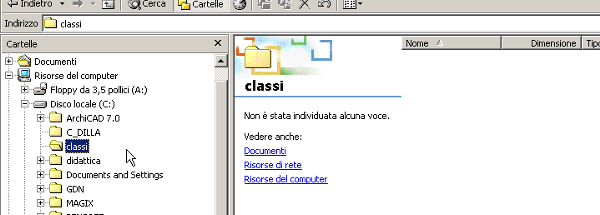 Indietro Cerca Cartelle
Indirizzo classi
Cartelle
Documenti
Risorse del computer
Floppy da 3,5 pollici (A:)
Disco locale (C:)
ArchiCAD 7.0
C_DILLA
classi
didattica
Documents and Settings
GDN
MAGIX
classi
Non è stata individuata alcuna voce.
Vedere anche:
Documenti
Risorse di rete
Risorse del computer
Nome Dimensione Tipo